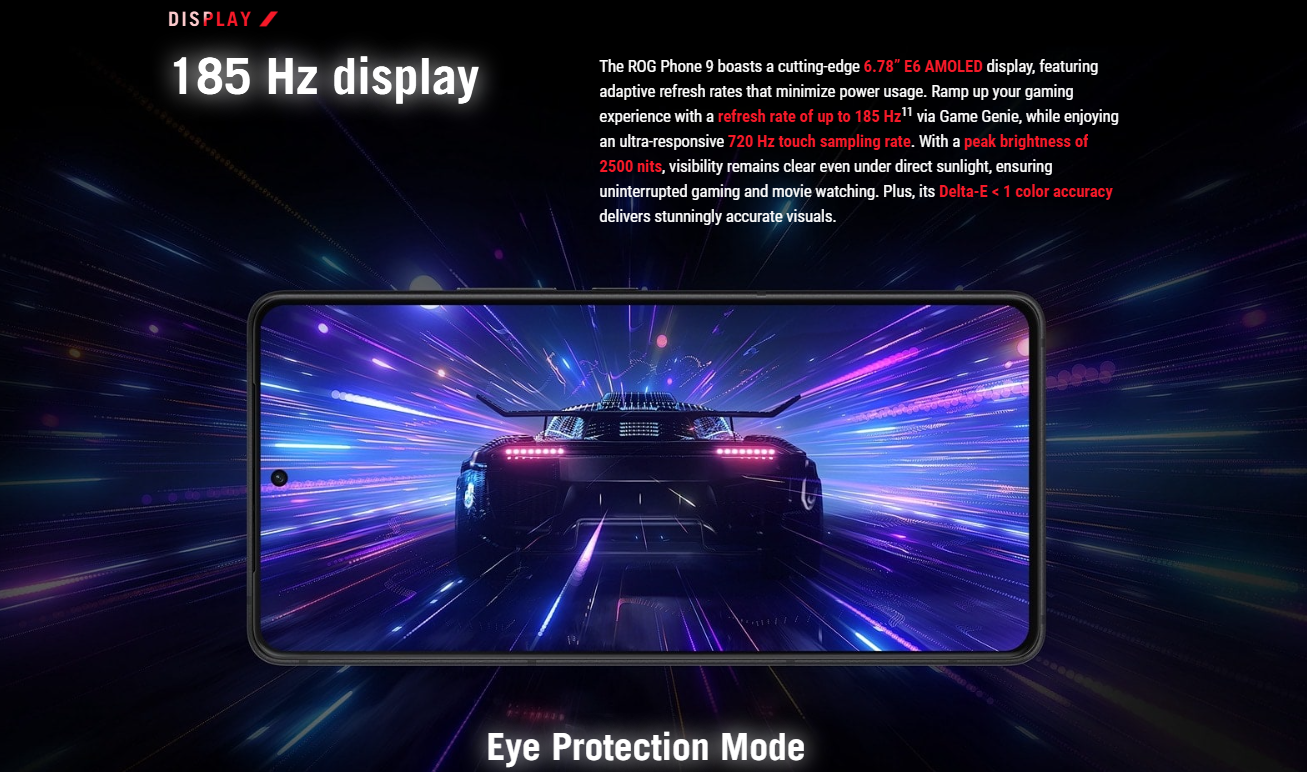 DISPLAY
185 Hz display
The ROG Phone 9 boasts a cutting-edge 6.78” E6 AMOLED display, featuring
adaptive refresh rates that minimize power usage. Ramp up your gaming
experience with a refresh rate of up to 185 Hz¹¹ via Game Genie, while enjoying
an ultra-responsive 720 Hz touch sampling rate. With a peak brightness of
2500 nits, visibility remains clear even under direct sunlight, ensuring
uninterrupted gaming and movie watching. Plus, its Delta-E < 1 color accuracy
delivers stunningly accurate visuals.
Eye Protection Mode